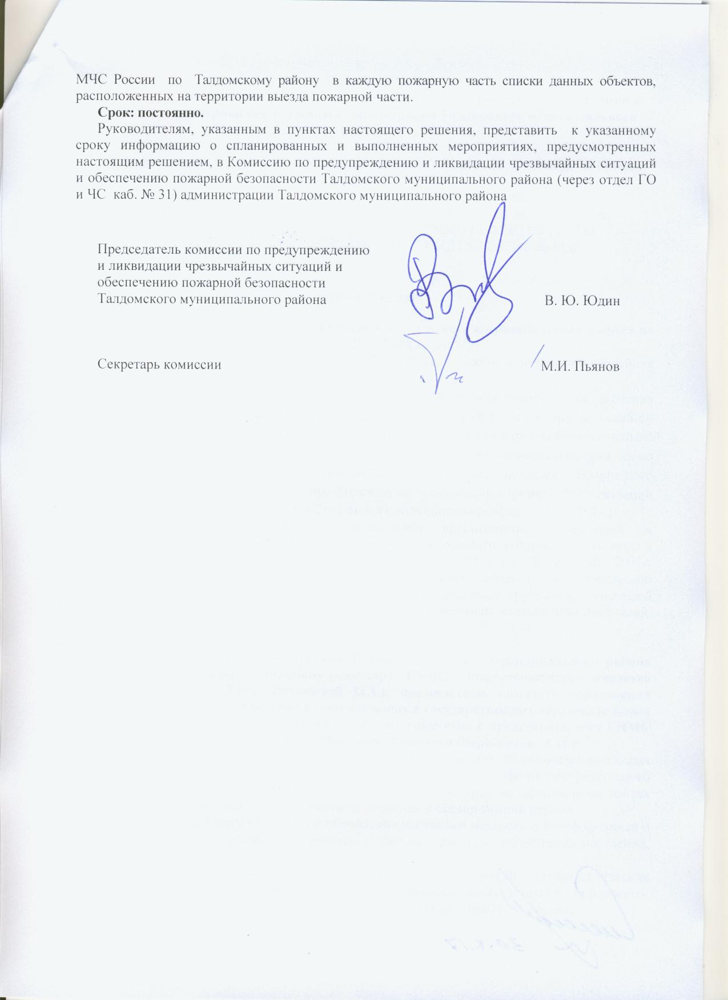 МЧС России по Талдомскому району в каждую пожарную часть списки данных объектов,
расположенных на территории выезда пожарной части.
Срок: постоянно.
Руководителям, указанным в пунктах настоящего решения, представить к указанному
сроку информацию о спланированных и выполненных мероприятиях, предусмотренных
настоящим решением, в Комиссию по предупреждению и ликвидации чрезвычайных ситуаций
и обеспечению пожарной безопасности Талдомского муниципального района (через отдел ГО
и ЧС каб. № 31) администрации Талдомского муниципального района
Председатель комиссии по предупреждению
и ликвидации чрезвычайных ситуаций и
обеспечению пожарной безопасности
Талдомского муниципального района В. Ю. Юдин
Секретарь комиссии М.И. Пьянов